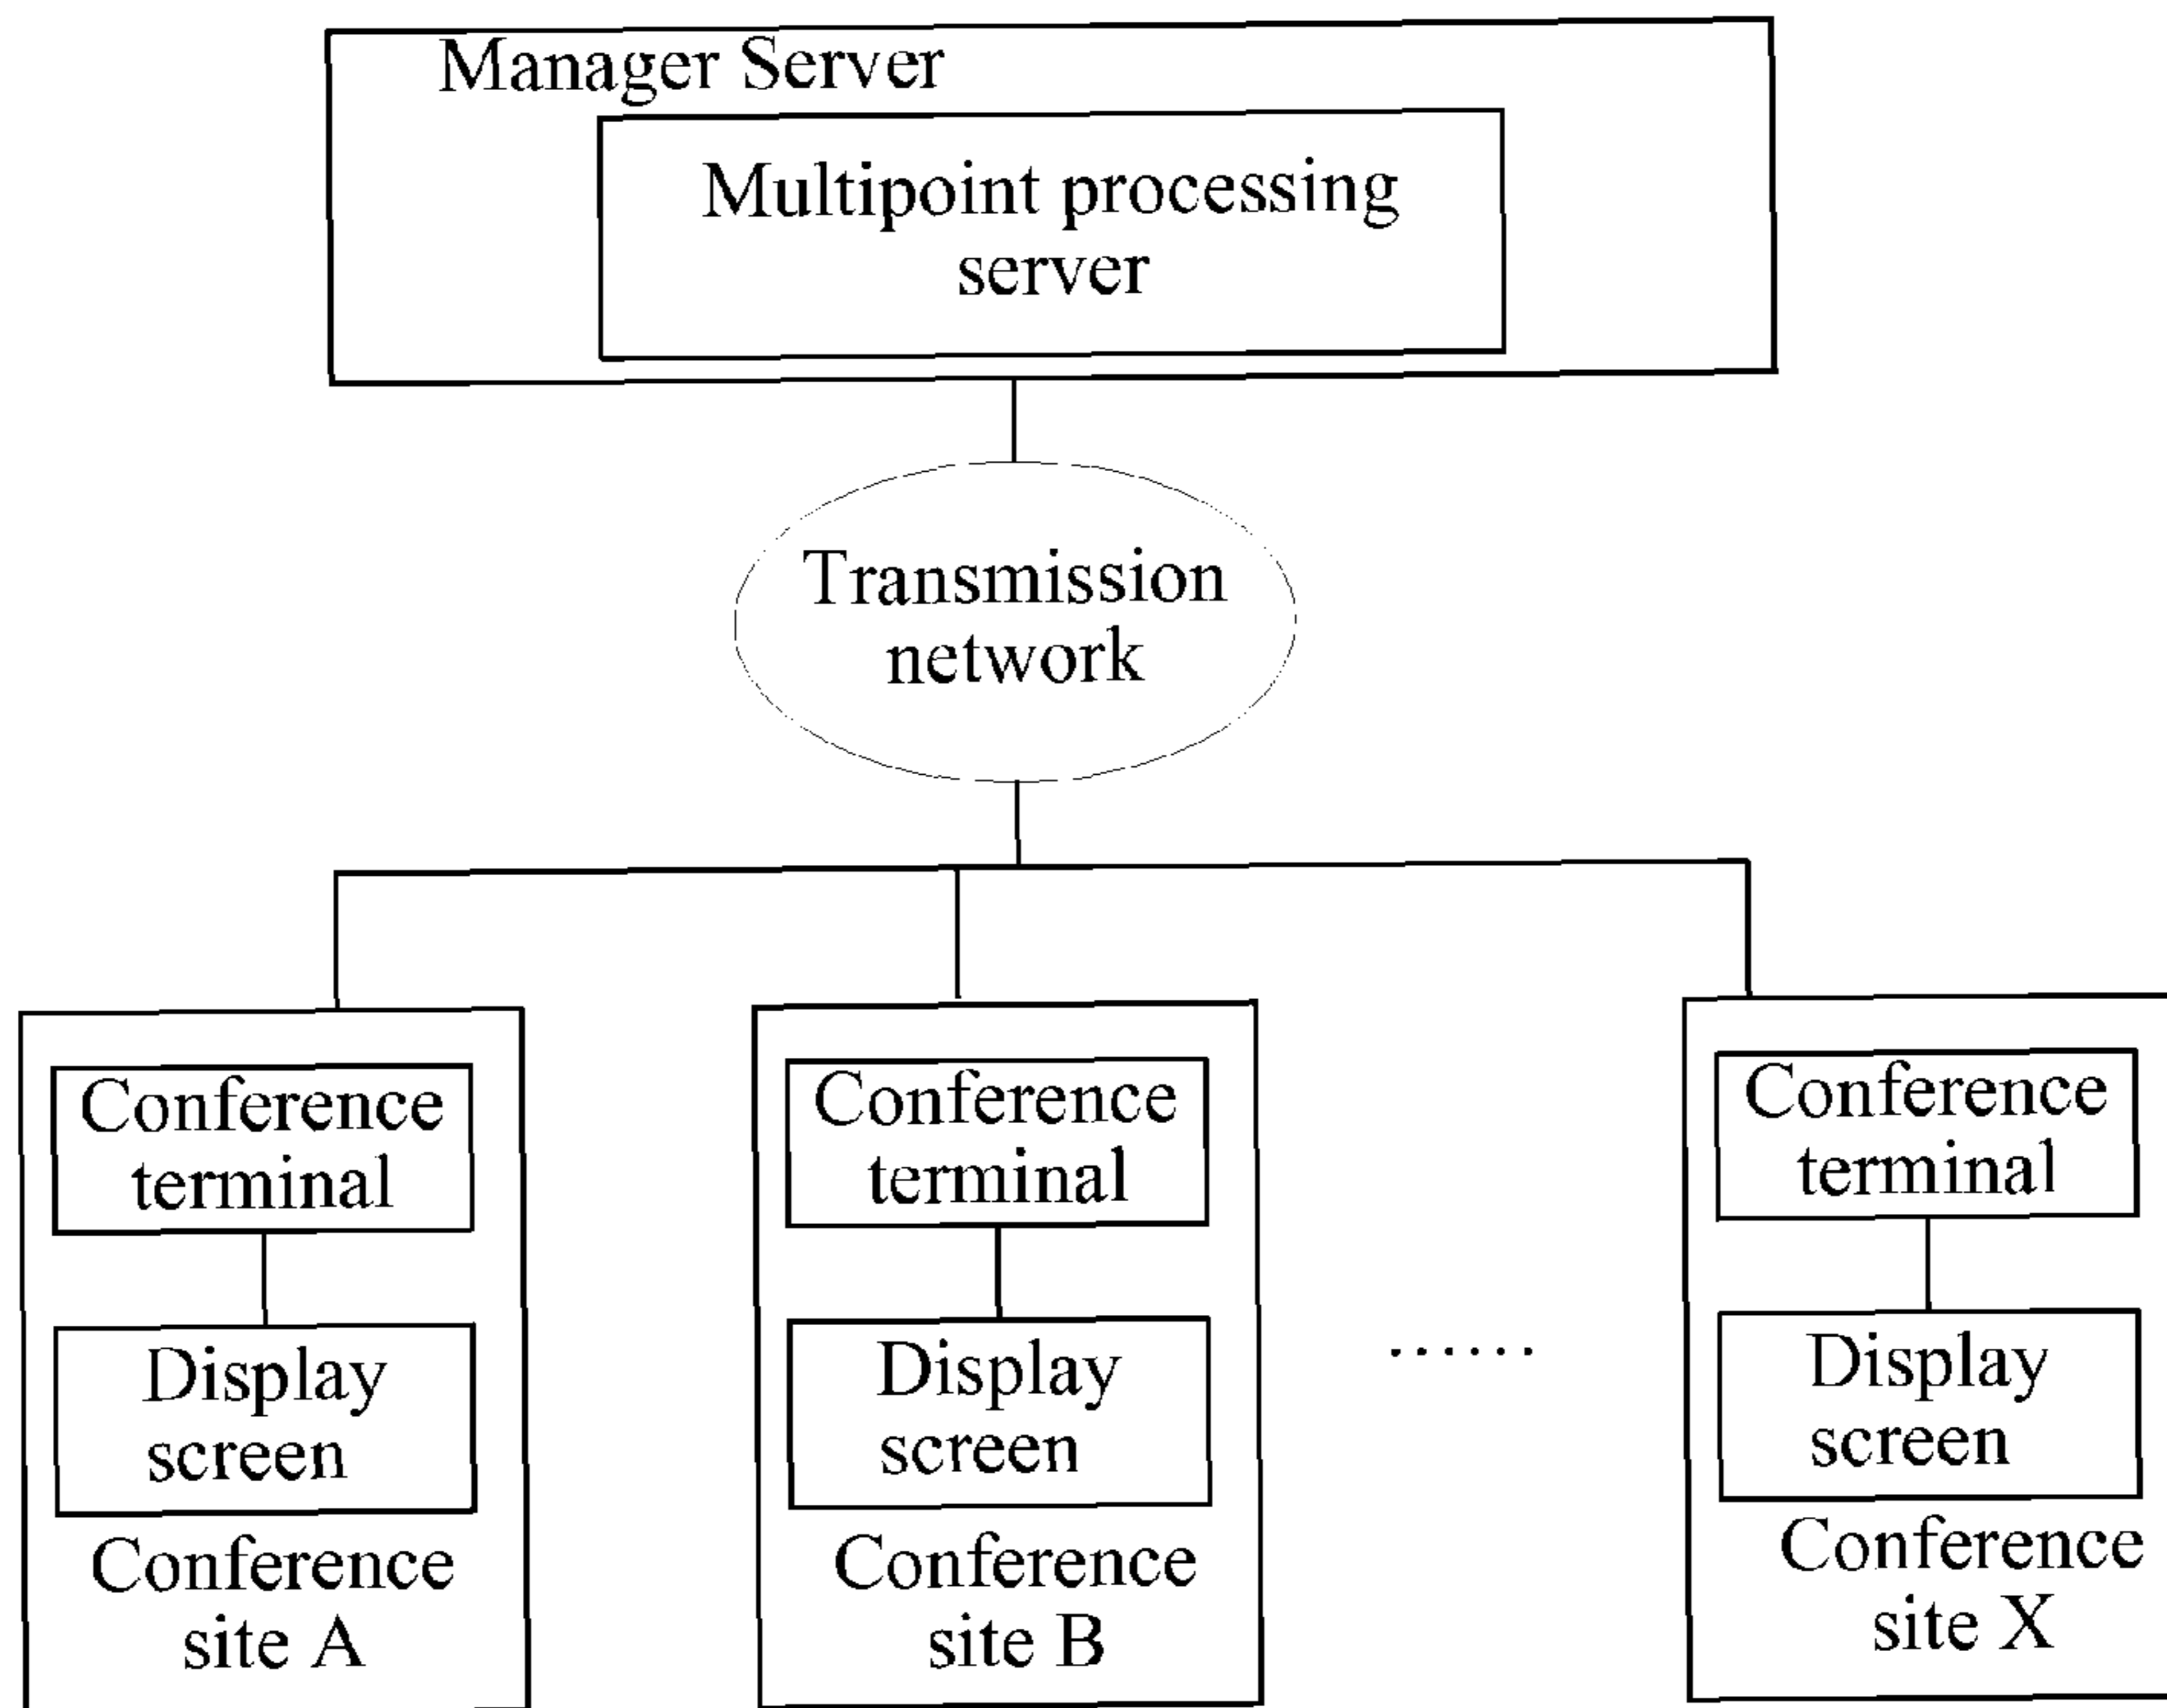 Manager Server
Multipoint processing
server
Transmission
network
Conference
terminal
Display
screen
Conference
site A
Conference
terminal
Display
screen
Conference
site B
......
Conference
terminal
Display
screen
Conference
site X